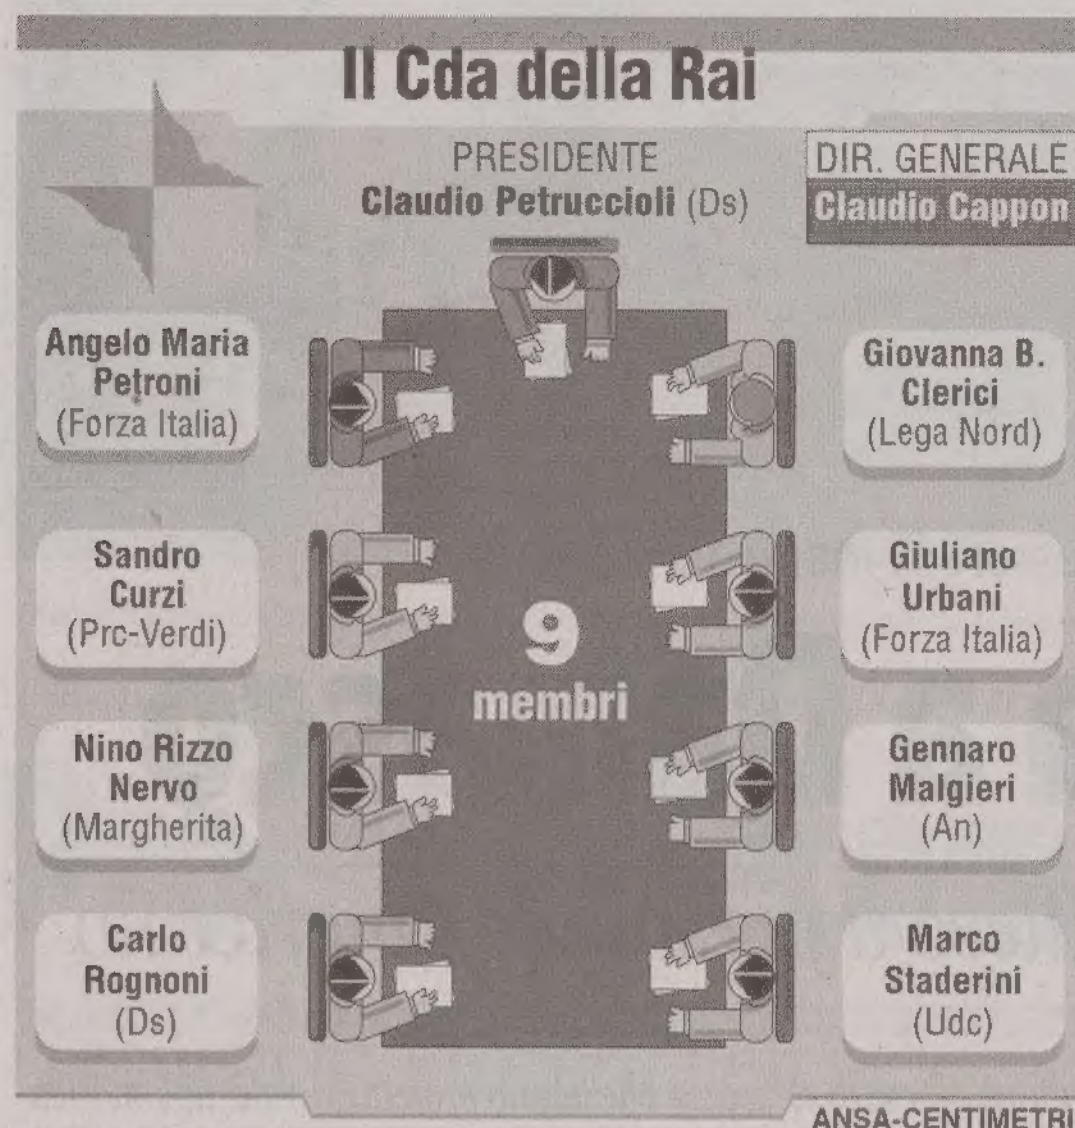 Il Cda della Rai
PRESIDENTE
Claudio Petruccioli (Ds)
DIR. GENERALE
Claudio Cappon
Angelo Maria
Petroni
(Forza Italia)
Sandro
Curzi
(Prc-Verdi)
Nino Rizzo
Nervo
(Margherita)
Carlo
Rognoni
(Ds)
9
membri
Giovanna B.
Clerici
(Lega Nord)
Giuliano
Urbani
(Forza Italia)
Gennaro
Malgieri
(An)
Marco
Staderini
(Udc)
ANSA-CENTIMETRI